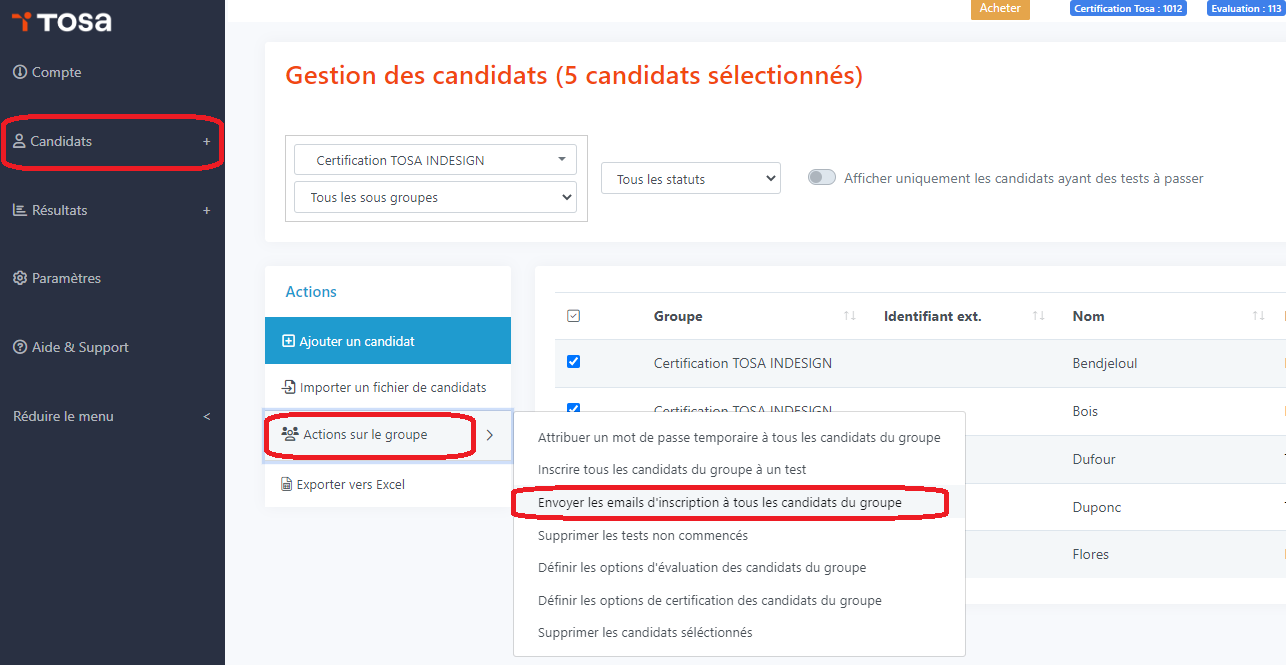 TOSA
Acheter
Certification Tosa : 1012
Evaluation : 113
Compte
Candidats +
Résultats +
Paramètres
Aide & Support
Réduire le menu <
Gestion des candidats (5 candidats sélectionnés)
Certification TOSA INDESIGN
Tous les sous groupes
Tous les statuts
Afficher uniquement les candidats ayant des tests à passer
Actions
Ajouter un candidat
Importer un fichier de candidats
Actions sur le groupe
Exporter vers Excel
Groupe Identifiant ext. Nom
Certification TOSA INDESIGN Bendjeloul
Certification TOSA INDESIGN Bois
Dufour
Duponc
Flores
Attribuer un mot de passe temporaire à tous les candidats du groupe
Inscrire tous les candidats du groupe à un test
Envoyer les emails d'inscription à tous les candidats du groupe
Supprimer les tests non commencés
Définir les options d'évaluation des candidats du groupe
Définir les options de certification des candidats du groupe
Supprimer les candidats séléctionnés